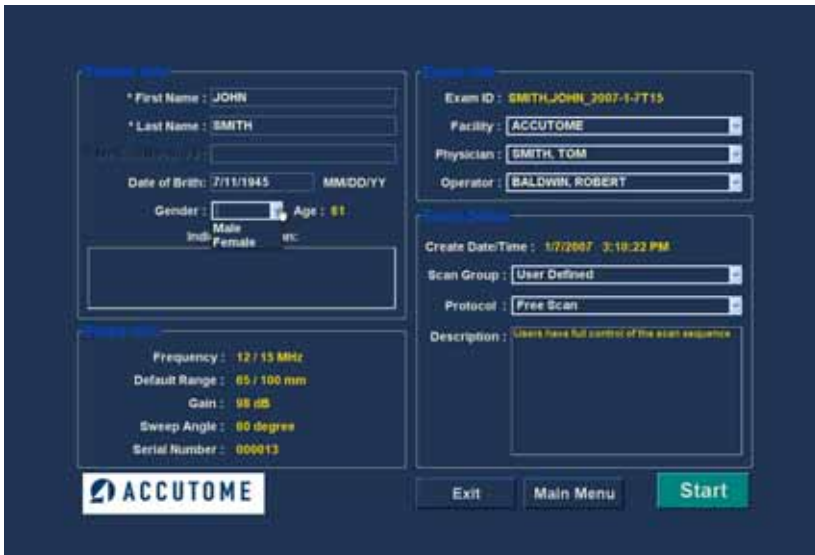 * First Name : JOHN
* Last Name : SMITH
Date of Brith: 7/11/1945 MM/DD/YY
Gender : Age : 61
Male
Female
Indi
Frequency : 12 / 15 MHz
Default Range : 65 / 100 mm
Gain : 98 dB
Sweep Angle : 60 degree
Serial Number : 000013
ACCUTOME
Exam ID : SMITH,JOHN_2007-1-7T15
Facility : ACCUTOME
Physician : SMITH, TOM
Operator : BALDWIN, ROBERT
Create Date/Time : 1/7/2007 3:10:22 PM
Scan Group : User Defined
Protocol : Free Scan
Description : Users have full control of the scan sequence
Exit
Main Menu
Start